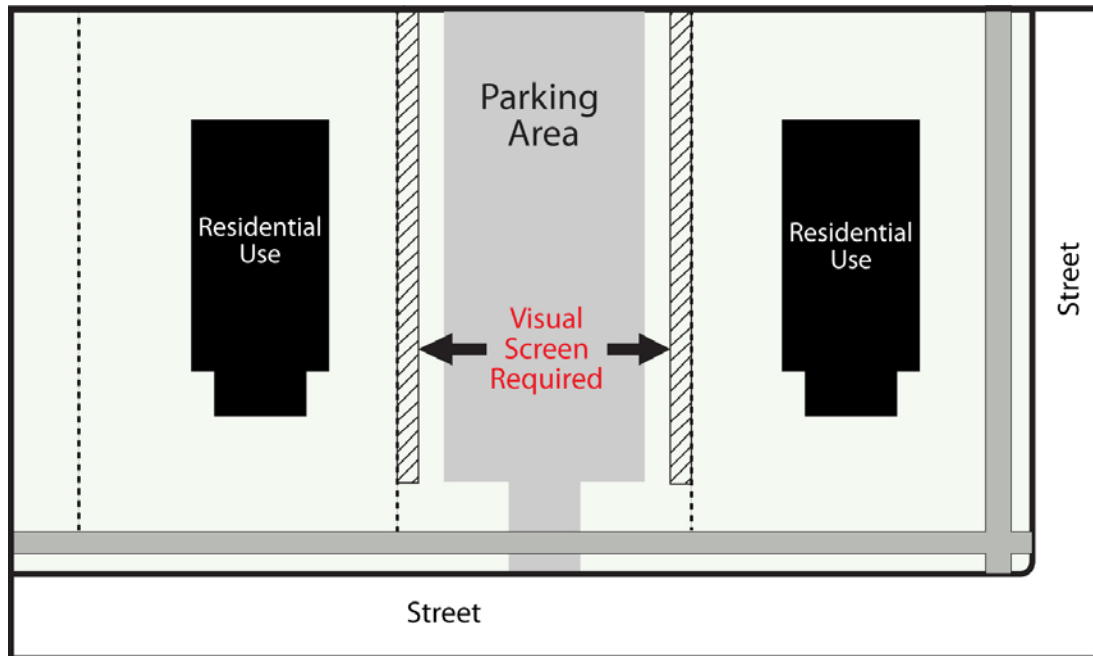 Parking
Area
Residential
Use
Residential
Use
Visual
Screen
Required
Street
Street